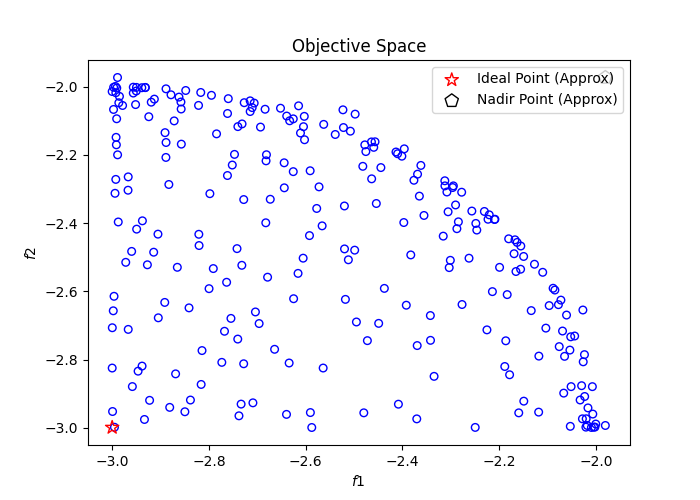 Objective Space
Ideal Point (Approx)
Nadir Point (Approx)
f2
−2.0
−2.2
−2.4
−2.6
−2.8
−3.0
−3.0 −2.8 −2.6 −2.4 −2.2 −2.0
f1